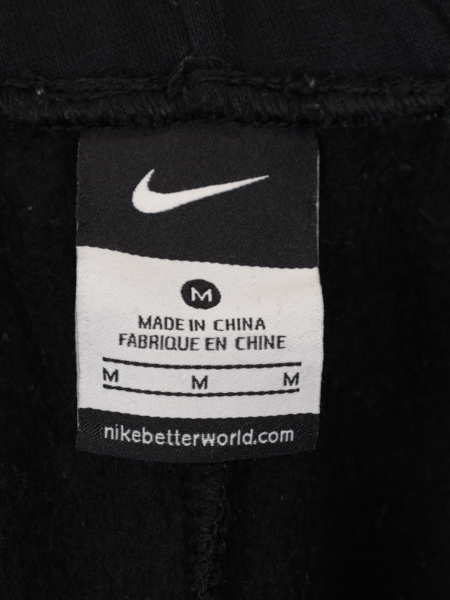 M
MADE IN CHINA
FABRIQUE EN CHINE
M M M
nikebetterworld.com